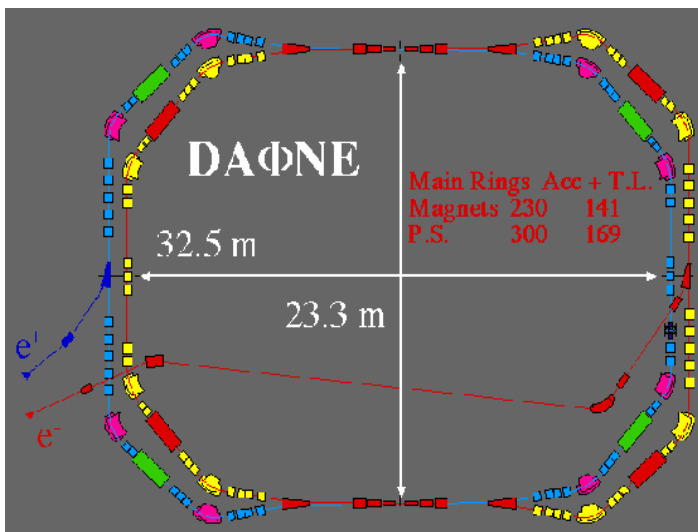 DAΦNE
Main Rings Acc + T.L.
Magnets 230 141
P.S. 300 169
32.5 m
23.3 m
e⁺
e⁻